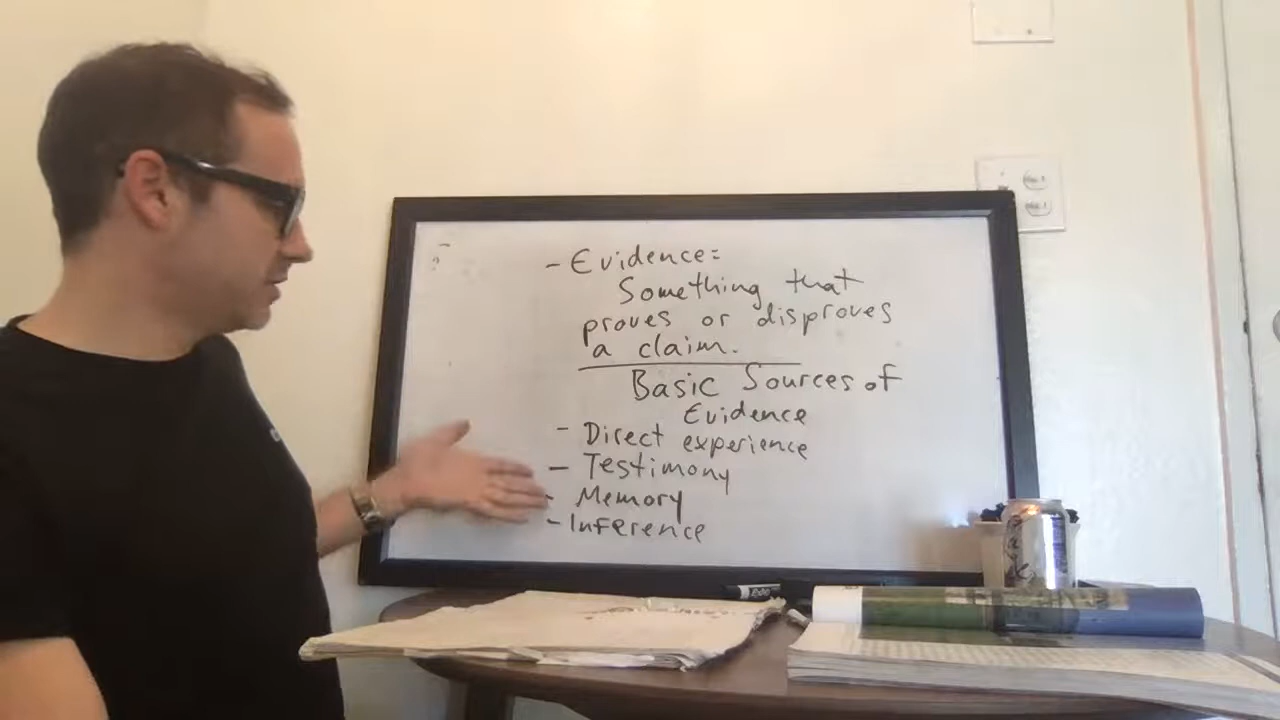 - Evidence:
Something that
proves or disproves
a claim.
Basic Sources of
Evidence
- Direct experience
- Testimony
- Memory
- Inference